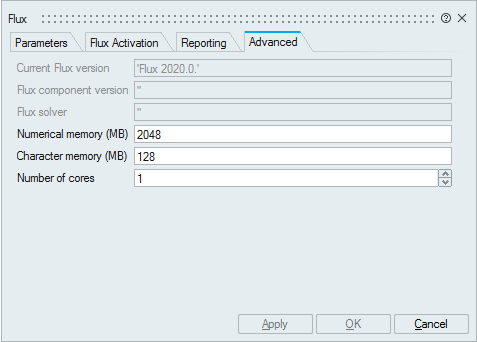 Flux
Parameters Flux Activation Reporting Advanced
Current Flux version 'Flux 2020.0.'
Flux component version ''
Flux solver ''
Numerical memory (MB) 2048
Character memory (MB) 128
Number of cores 1
Apply OK Cancel